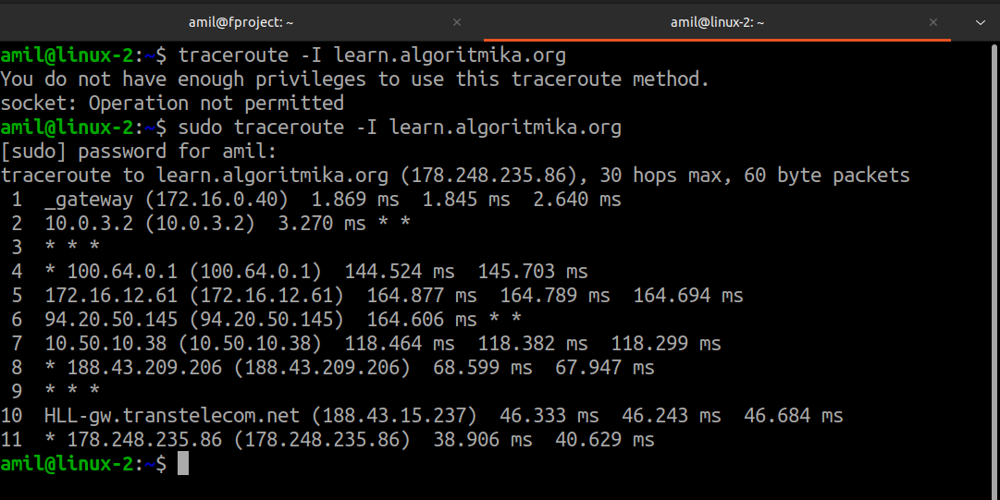 amil@fproject: ~ × amil@linux-2: ~ ×
amil@linux-2:~$ traceroute -I learn.algoritmika.org
You do not have enough privileges to use this traceroute method.
socket: Operation not permitted
amil@linux-2:~$ sudo traceroute -I learn.algoritmika.org
[sudo] password for amil:
traceroute to learn.algoritmika.org (178.248.235.86), 30 hops max, 60 byte packets
 1  _gateway (172.16.0.40)  1.869 ms  1.845 ms  2.640 ms
 2  10.0.3.2 (10.0.3.2)  3.270 ms * *
 3  * * *
 4  * 100.64.0.1 (100.64.0.1)  144.524 ms  145.703 ms
 5  172.16.12.61 (172.16.12.61)  164.877 ms  164.789 ms  164.694 ms
 6  94.20.50.145 (94.20.50.145)  164.606 ms * *
 7  10.50.10.38 (10.50.10.38)  118.464 ms  118.382 ms  118.299 ms
 8  * 188.43.209.206 (188.43.209.206)  68.599 ms  67.947 ms
 9  * * *
10  HLL-gw.transtelecom.net (188.43.15.237)  46.333 ms  46.243 ms  46.684 ms
11  * 178.248.235.86 (178.248.235.86)  38.906 ms  40.629 ms
amil@linux-2:~$